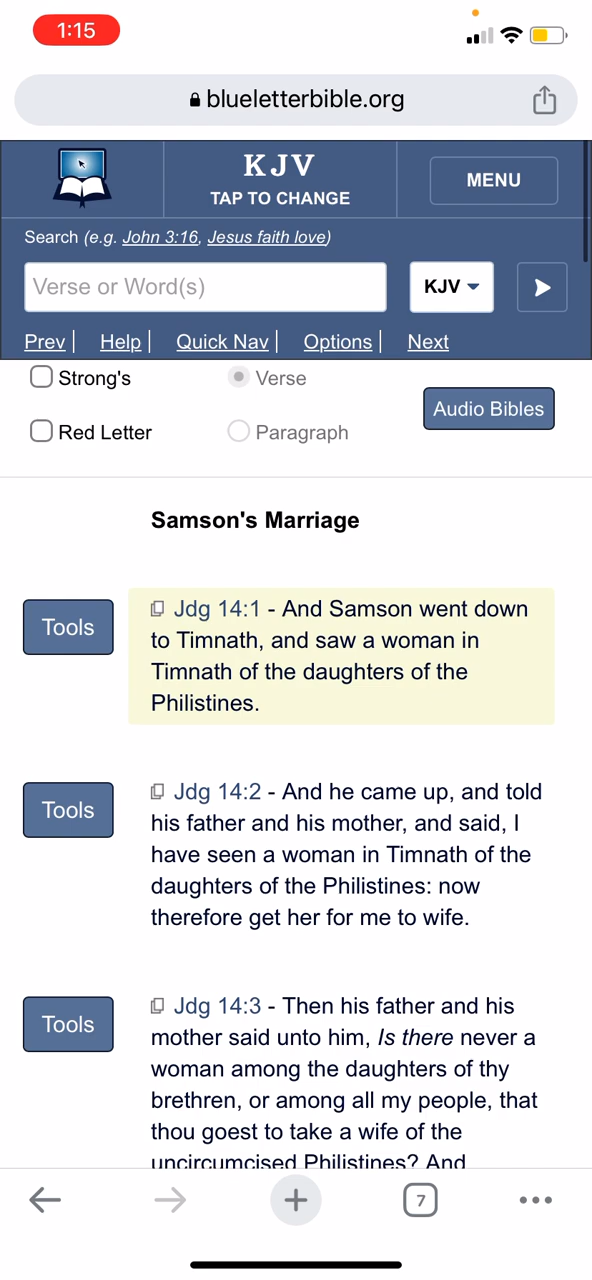 1:15
blueletterbible.org
KJV
TAP TO CHANGE
MENU
Search (e.g. John 3:16, Jesus faith love)
Verse or Word(s)
KJV
Prev| Help| Quick Nav| Options| Next
Strong's
Verse
Audio Bibles
Red Letter
Paragraph
Samson's Marriage
Tools
Jdg 14:1 - And Samson went down
to Timnath, and saw a woman in
Timnath of the daughters of the
Philistines.
Tools
Jdg 14:2 - And he came up, and told
his father and his mother, and said, I
have seen a woman in Timnath of the
daughters of the Philistines: now
therefore get her for me to wife.
Tools
Jdg 14:3 - Then his father and his
mother said unto him, Is there never a
woman among the daughters of thy
brethren, or among all my people, that
thou goest to take a wife of the
uncircumcised Philistines? And
7